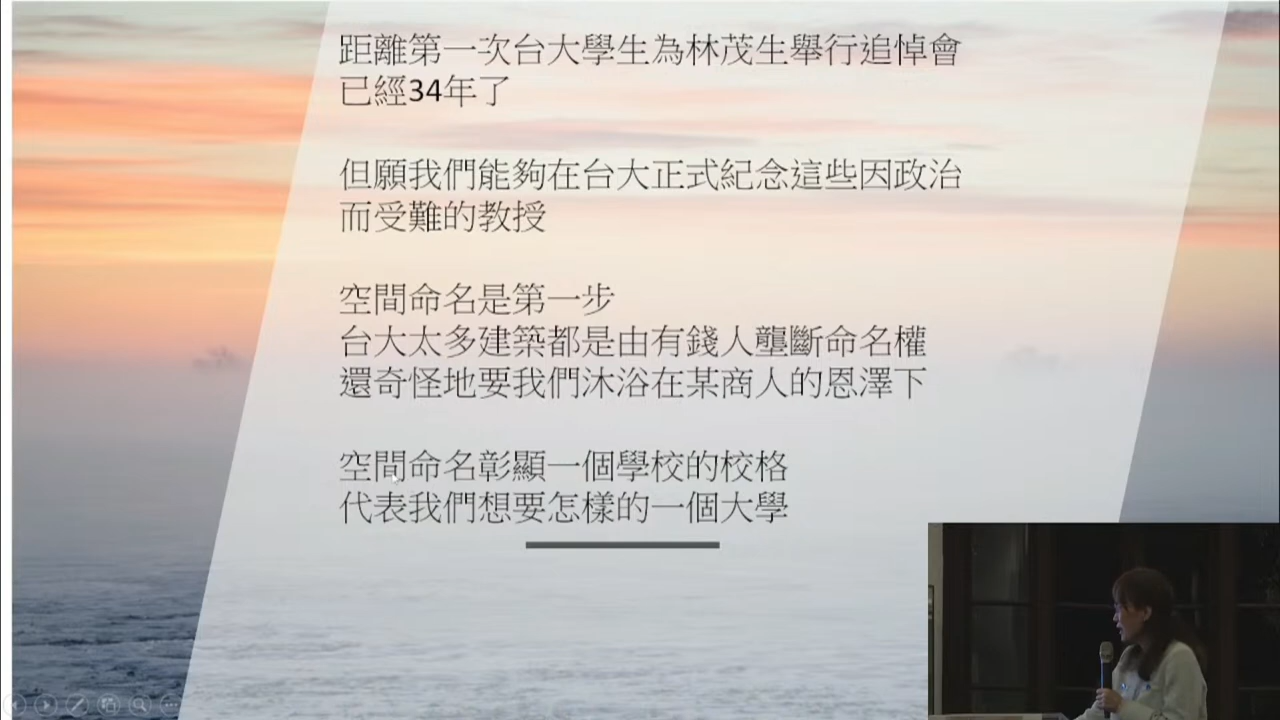 距離第一次台大學生為林茂生舉行追悼會
已經34年了
但願我們能夠在台大正式紀念這些因政治
而受難的教授
空間命名是第一步
台大太多建築都是由有錢人壟斷命名權
還奇怪地要我們沐浴在某商人的恩澤下
空間命名彰顯一個學校的校格
代表我們想要怎樣的一個大學